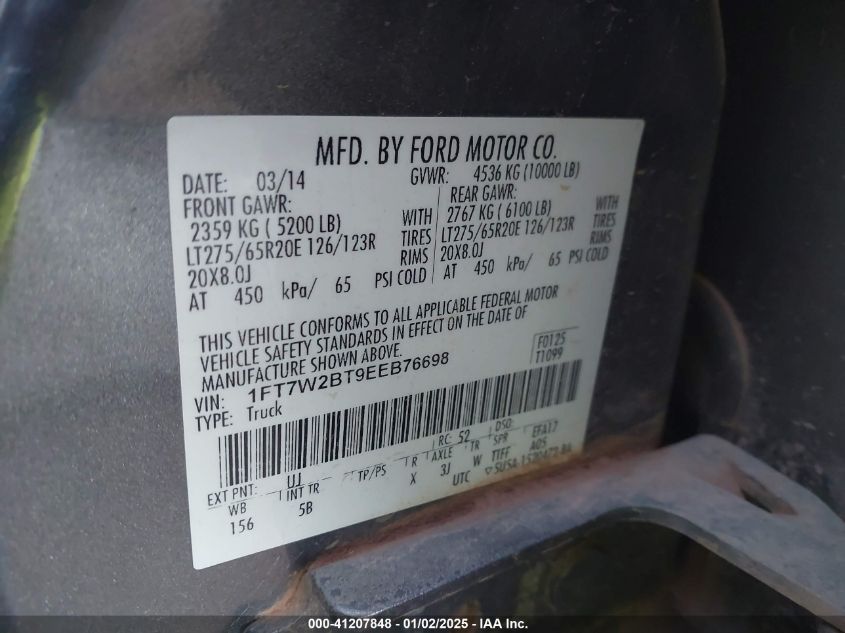 MFD. BY FORD MOTOR CO.
DATE: 03/14 GVWR: 4536 KG (10000 LB)
FRONT GAWR: REAR GAWR:
2359 KG ( 5200 LB) WITH 2767 KG ( 6100 LB) WITH
LT275/65R20E 126/123R TIRES LT275/65R20E 126/123R TIRES
20X8.0J RIMS 20X8.0J RIMS
AT 450 kPa/ 65 PSI COLD AT 450 kPa/ 65 PSI COLD
THIS VEHICLE CONFORMS TO ALL APPLICABLE FEDERAL MOTOR
VEHICLE SAFETY STANDARDS IN EFFECT ON THE DATE OF
MANUFACTURE SHOWN ABOVE.
F0125
T1099
VIN: 1FT7W2BT9EEB76698
TYPE: Truck
EXT PNT: UJ RC: 52 DSO:
WB INT TR TP/PS R AXLE TR SPR EFA17
156 5B X 3J W TIFF A05
UTC
000-41207848 - 01/02/2025 - IAA Inc.